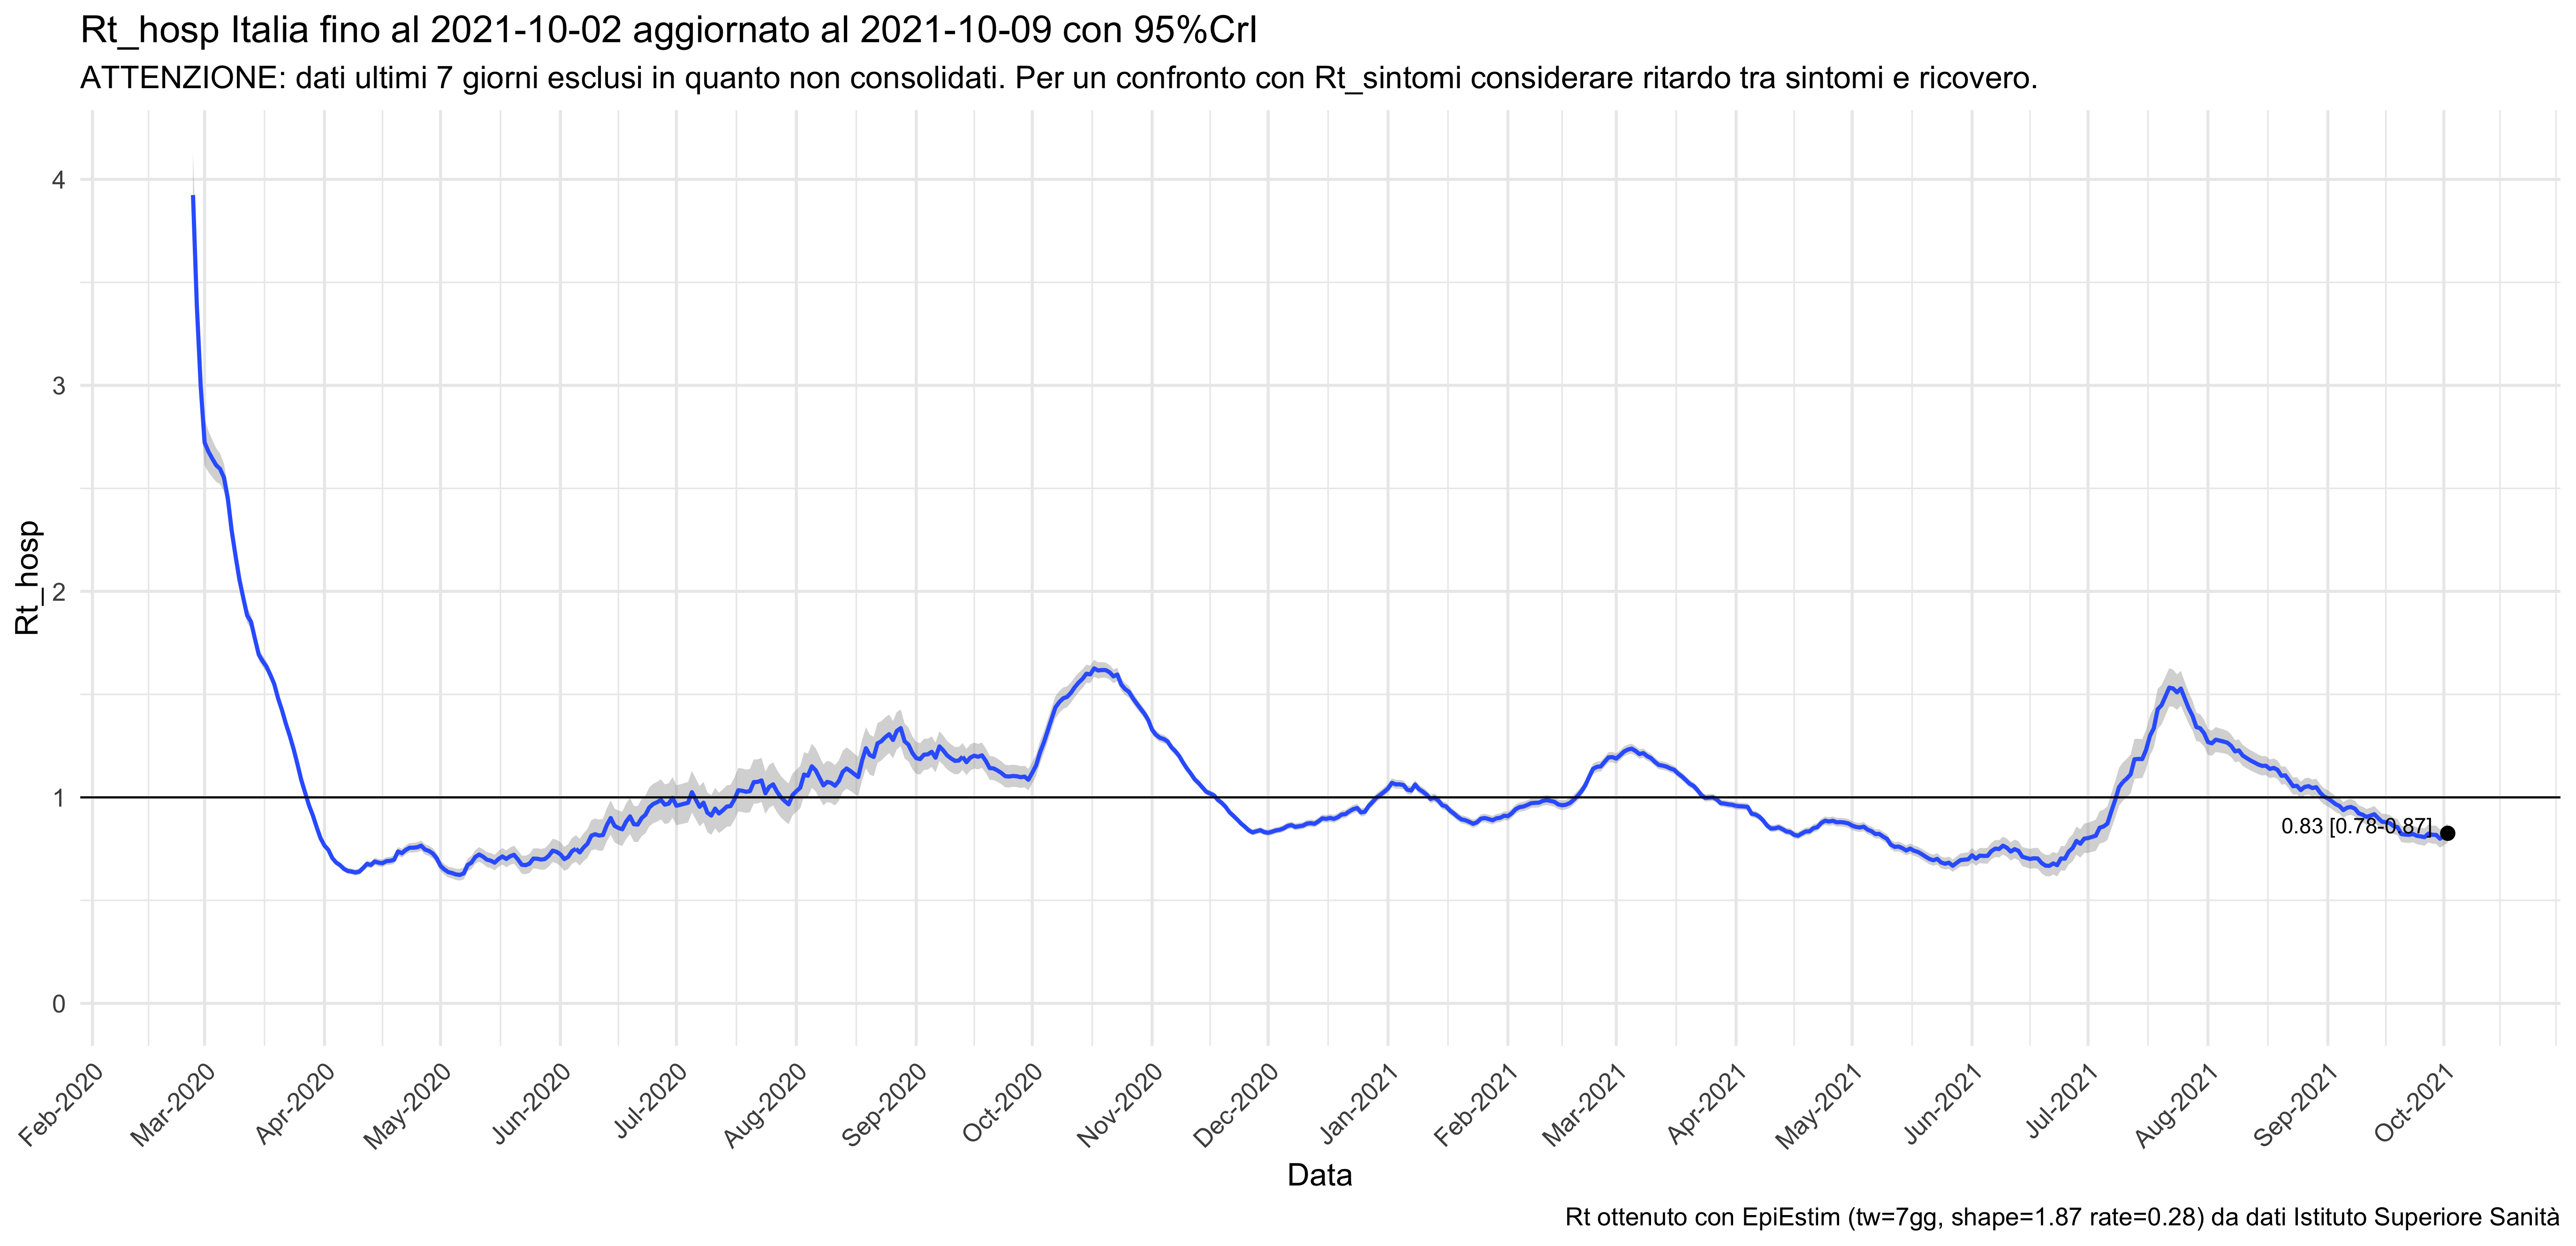 Rt_hosp Italia fino al 2021-10-02 aggiornato al 2021-10-09 con 95%CrI
ATTENZIONE: dati ultimi 7 giorni esclusi in quanto non consolidati. Per un confronto con Rt_sintomi considerare ritardo tra sintomi e ricovero.
4
3
2
1
0
Rt_hosp
0.83 [0.78-0.87]
Feb-2020
Mar-2020
Apr-2020
May-2020
Jun-2020
Jul-2020
Aug-2020
Sep-2020
Oct-2020
Nov-2020
Dec-2020
Jan-2021
Feb-2021
Mar-2021
Apr-2021
May-2021
Jun-2021
Jul-2021
Aug-2021
Sep-2021
Oct-2021
Data
Rt ottenuto con EpiEstim (tw=7gg, shape=1.87 rate=0.28) da dati Istituto Superiore Sanità